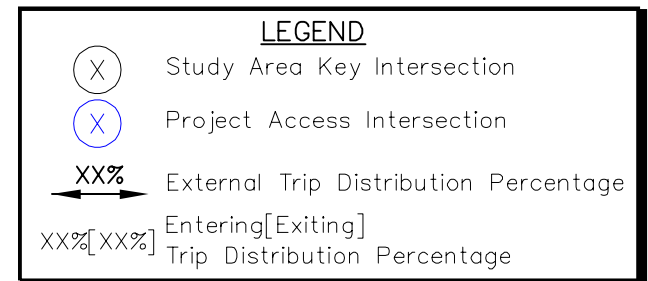 LEGEND
X Study Area Key Intersection
X Project Access Intersection
XX% External Trip Distribution Percentage
XX%[XX%] Entering[Exiting]
Trip Distribution Percentage